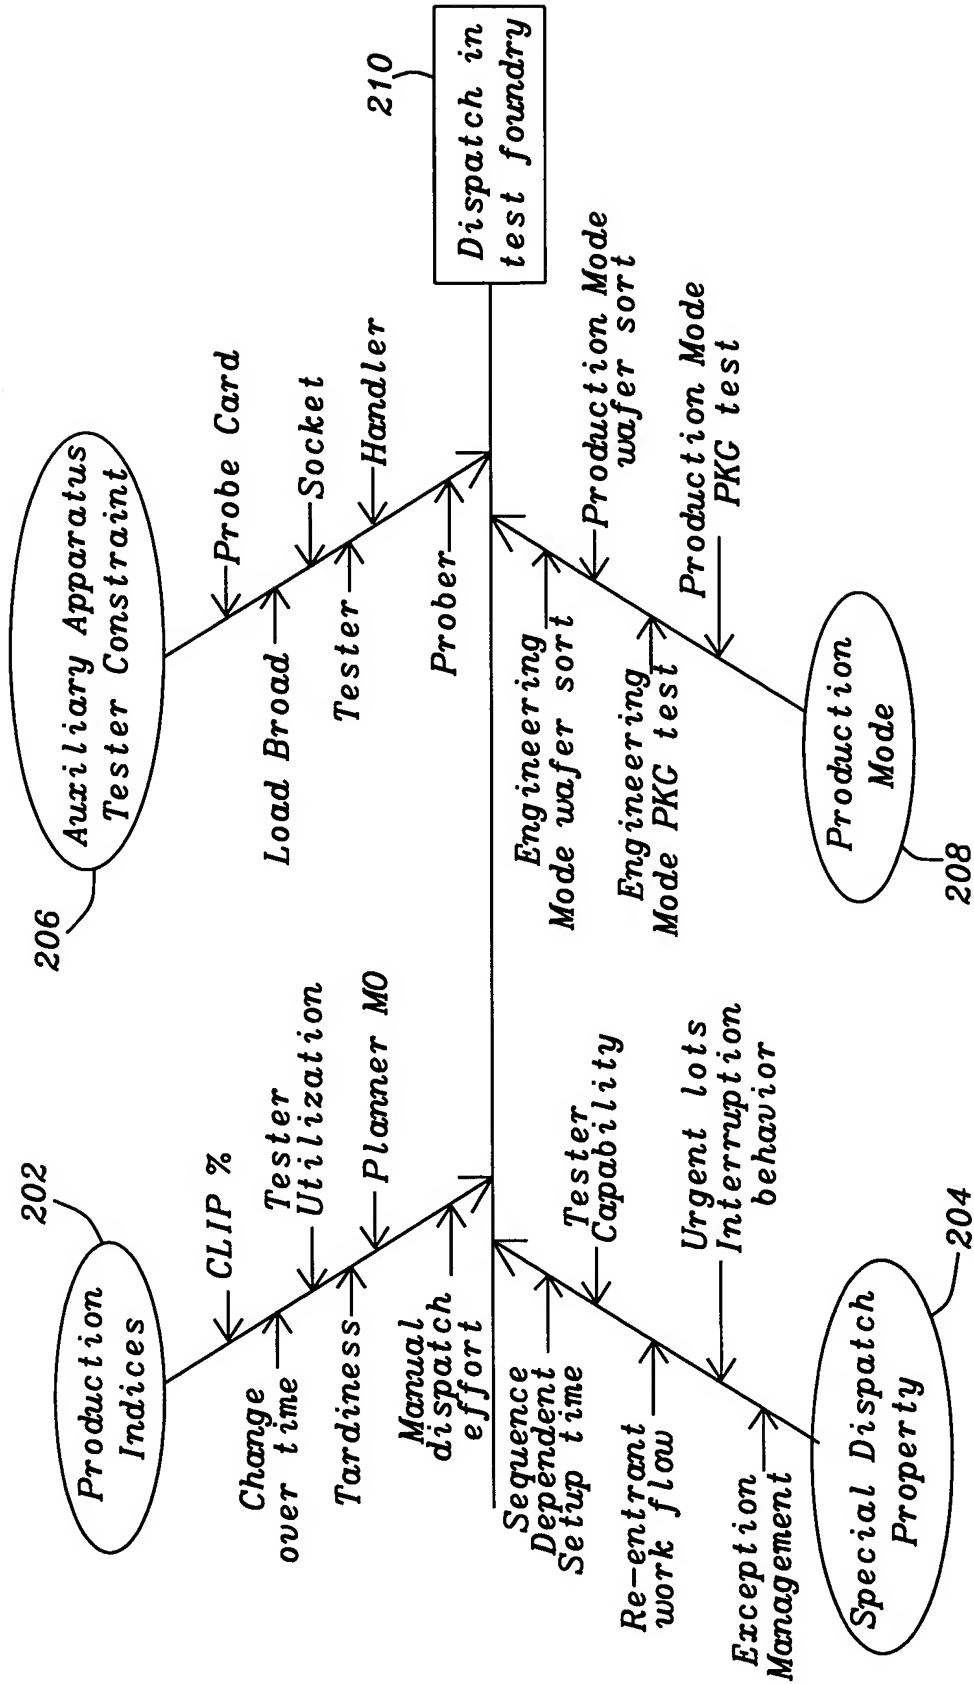 202
Production
Indices
CLIP %
Change
over time
Tester
Utilization
Tardiness
Planner MO
Manual
dispatch
effort
206
Auxiliary Apparatus
Tester Constraint
Probe Card
Load Broad
Socket
Tester
Handler
Prober
210
Dispatch in
test foundry
Sequence
Dependent
Setup time
Tester
Capability
Re-entrant
work flow
Urgent lots
Interruption
behavior
Exception
Management
Special Dispatch
Property
204
Engineering
Mode wafer sort
Production Mode
wafer sort
Engineering
Mode PKG test
Production Mode
PKG test
Production
Mode
208